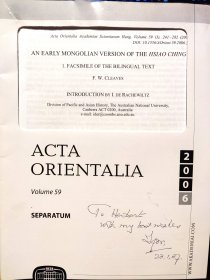 Acta Orientalia Academiae Scientiarum Hung. Volume 59 (3), 241–282 (2006)
AN EARLY MONGOLIAN VERSION OF THE HSIAO CHING
1. FACSIMILE OF THE BILINGUAL TEXT
F. W. CLEAVES
INTRODUCTION BY I. DE RACHEWILTZ
Division of Pacific and Asian History, The Australian National University,
Canberra ACT 0200, Australia
ACTA
ORIENTALIA
Volume 59
SEPARATUM
2006
To Herbert
with my best wishes
Igor